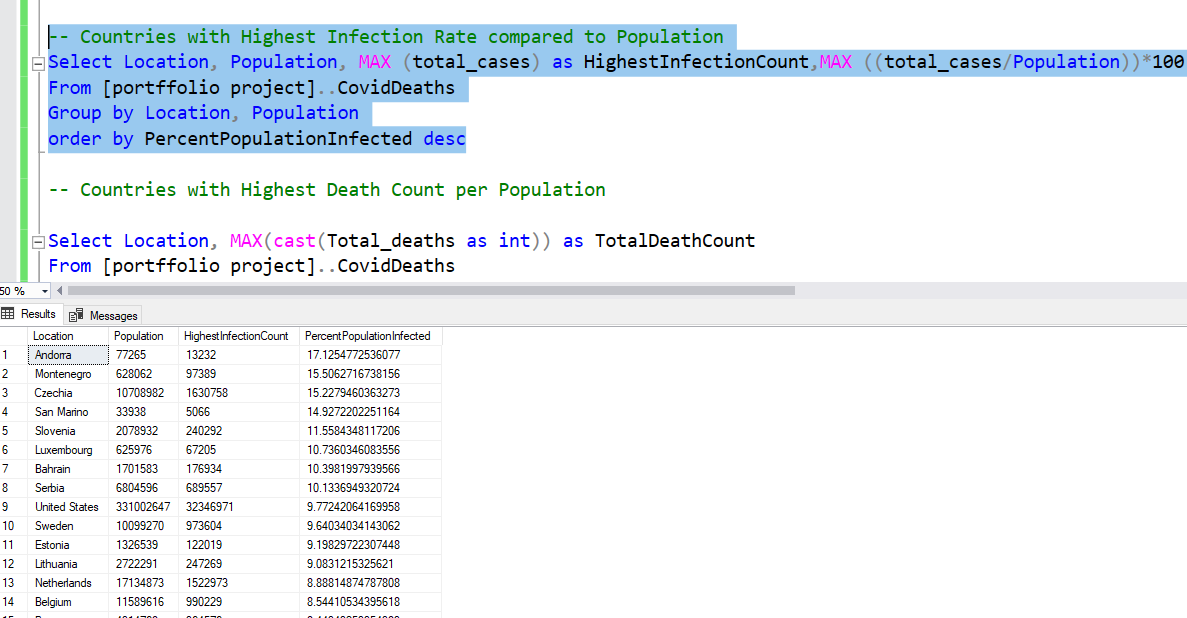 -- Countries with Highest Infection Rate compared to Population
Select Location, Population, MAX (total_cases) as HighestInfectionCount,MAX ((total_cases/Population))*100
From [portffolio project]..CovidDeaths
Group by Location, Population
order by PercentPopulationInfected desc
-- Countries with Highest Death Count per Population
Select Location, MAX(cast(Total_deaths as int)) as TotalDeathCount
From [portffolio project]..CovidDeaths
50 %
Results Messages
Location Population HighestInfectionCount PercentPopulationInfected
1 Andorra 77265 13232 17.1254772536077
2 Montenegro 628062 97389 15.5062716738156
3 Czechia 10708982 1630758 15.2279460363273
4 San Marino 33938 5066 14.9272202251164
5 Slovenia 2078932 240292 11.5584348117206
6 Luxembourg 625976 67205 10.7360346083556
7 Bahrain 1701583 176934 10.3981997939566
8 Serbia 6804596 689557 10.1336949320724
9 United States 331002647 32346971 9.77242064169958
10 Sweden 10099270 973604 9.64034034143062
11 Estonia 1326539 122019 9.19829722307448
12 Lithuania 2722291 247269 9.0831215325621
13 Netherlands 17134873 1522973 8.88814874787808
14 Belgium 11589616 990229 8.54410534395618